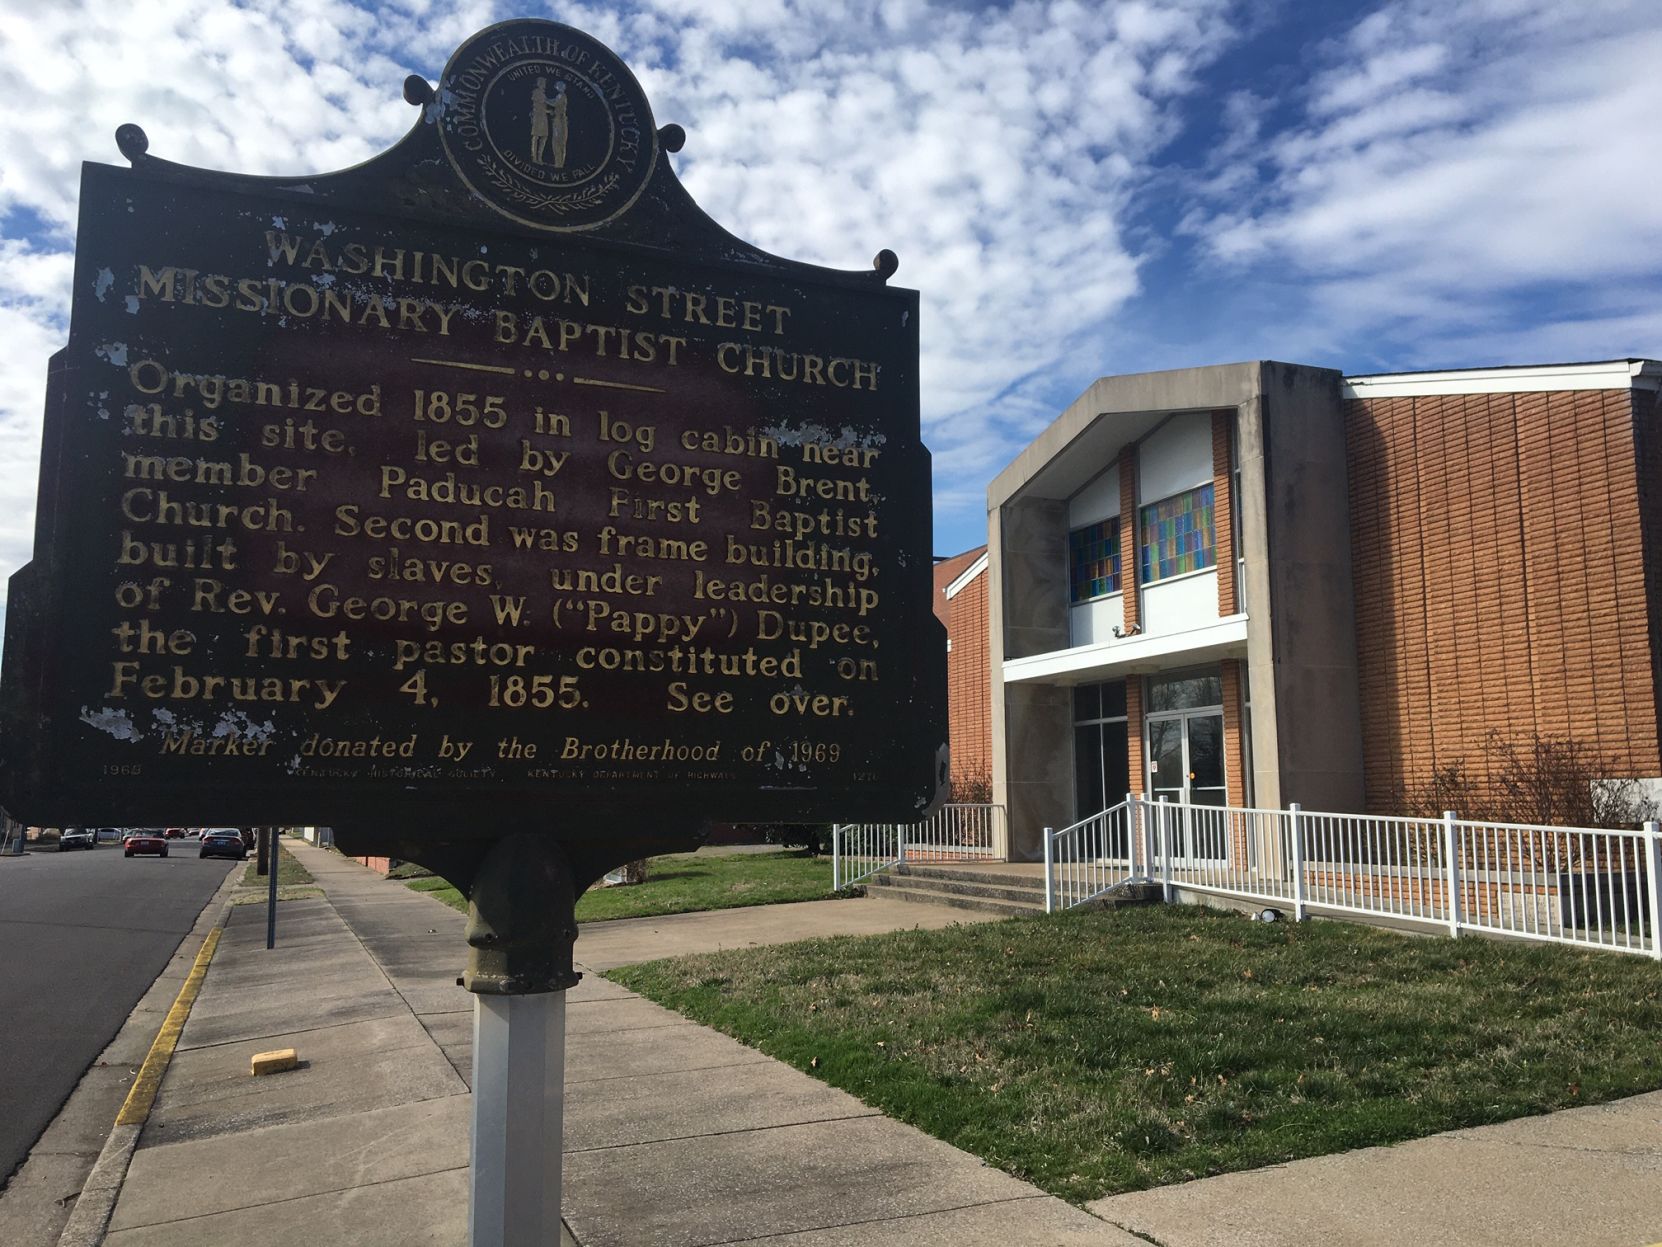 COMMONWEALTH OF KENTUCKY
UNITED WE STAND
DIVIDED WE FALL
WASHINGTON STREET
MISSIONARY BAPTIST CHURCH
Organized 1855 in log cabin near
this site, led by George Brent,
member Paducah First Baptist
Church. Second was frame building,
built by slaves, under leadership
of Rev. George W. ("Pappy") Dupee,
the first pastor constituted on
February 4, 1855. See over.
Marker donated by the Brotherhood of 1969
1969 KENTUCKY HISTORICAL SOCIETY KENTUCKY DEPARTMENT OF HIGHWAYS